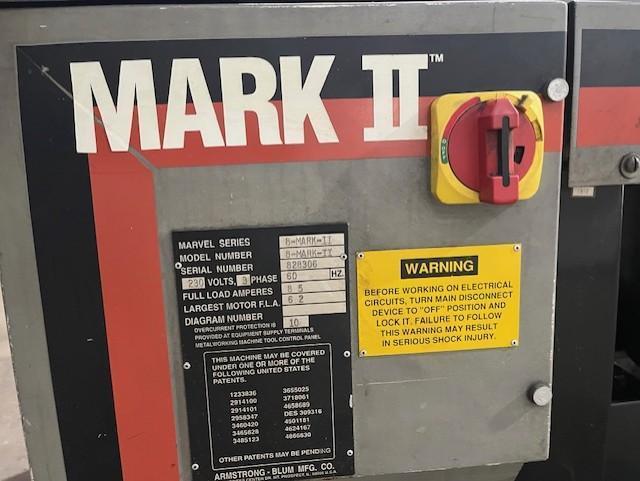 MARK II™
MARVEL SERIES 8-MARK-II
MODEL NUMBER 8-MARK-II
SERIAL NUMBER 828306
230 VOLTS, 3 PHASE 60 HZ.
FULL LOAD AMPERES 8.5
LARGEST MOTOR F.L.A. 6.2
DIAGRAM NUMBER 10
OVERCURRENT PROTECTION IS
PROVIDED AT EQUIPMENT SUPPLY TERMINALS
METALWORKING MACHINE TOOL CONTROL PANEL
THIS MACHINE MAY BE COVERED
UNDER ONE OR MORE OF THE
FOLLOWING UNITED STATES
PATENTS.
1233836 3655025
2914100 3718061
2914101 4658689
2958347 DES 309316
3460420 4501181
3465628 4624167
3485123 4866630
OTHER PATENTS MAY BE PENDING
ARMSTRONG - BLUM MFG. CO.
WARNING
BEFORE WORKING ON ELECTRICAL
CIRCUITS, TURN MAIN DISCONNECT
DEVICE TO "OFF" POSITION AND
LOCK IT. FAILURE TO FOLLOW
THIS WARNING MAY RESULT
IN SERIOUS SHOCK INJURY.